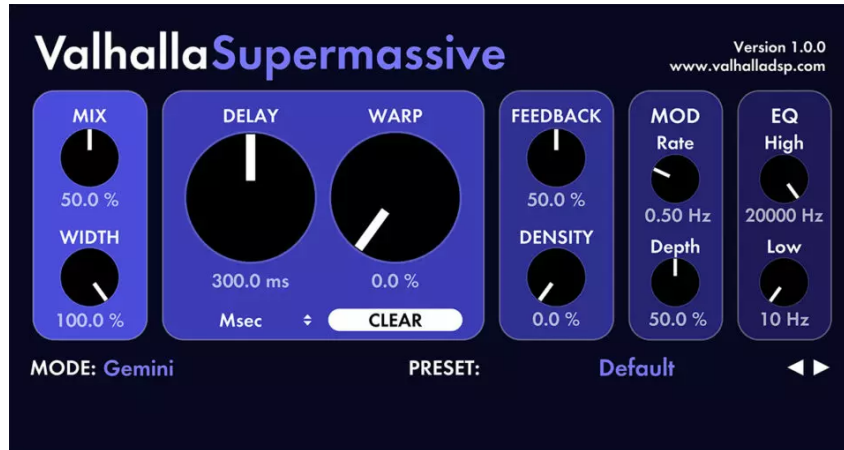 ValhallaSupermassive
Version 1.0.0
www.valhalladsp.com
MIX
50.0 %
WIDTH
100.0 %
DELAY
300.0 ms
Msec
WARP
0.0 %
CLEAR
FEEDBACK
50.0 %
DENSITY
0.0 %
MOD
Rate
0.50 Hz
Depth
50.0 %
EQ
High
20000 Hz
Low
10 Hz
MODE: Gemini
PRESET:
Default